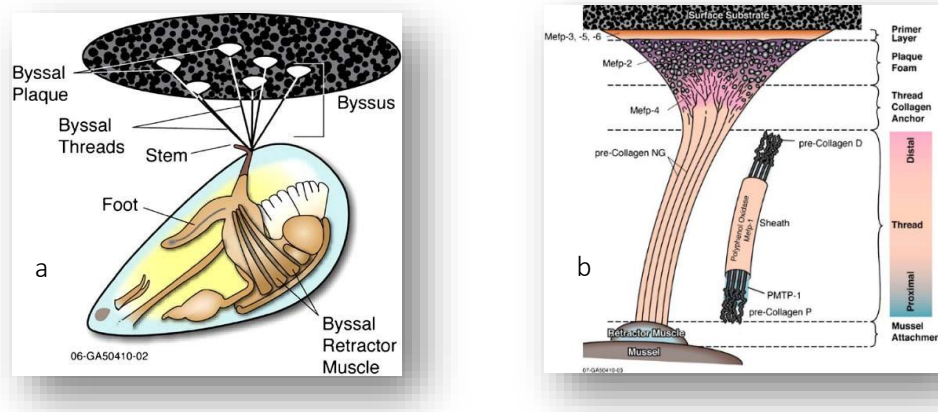 Byssal
Plaque
Byssus
Byssal
Threads
Stem
Foot
a
Byssal
Retractor
Muscle
06-GA50410-02
Surface Substrate
Mefp-3, -5, -6
Primer
Layer
Mefp-2
Plaque
Foam
Mefp-4
Thread
Collagen
Anchor
pre-Collagen NG
pre-Collagen D
Distal
Polyphenol Oxidase
Mefp-1
Sheath
Thread
b
PMTP-1
pre-Collagen P
Proximal
Retractor Muscle
Mussel
Mussel
Attachment
07-GA50410-03